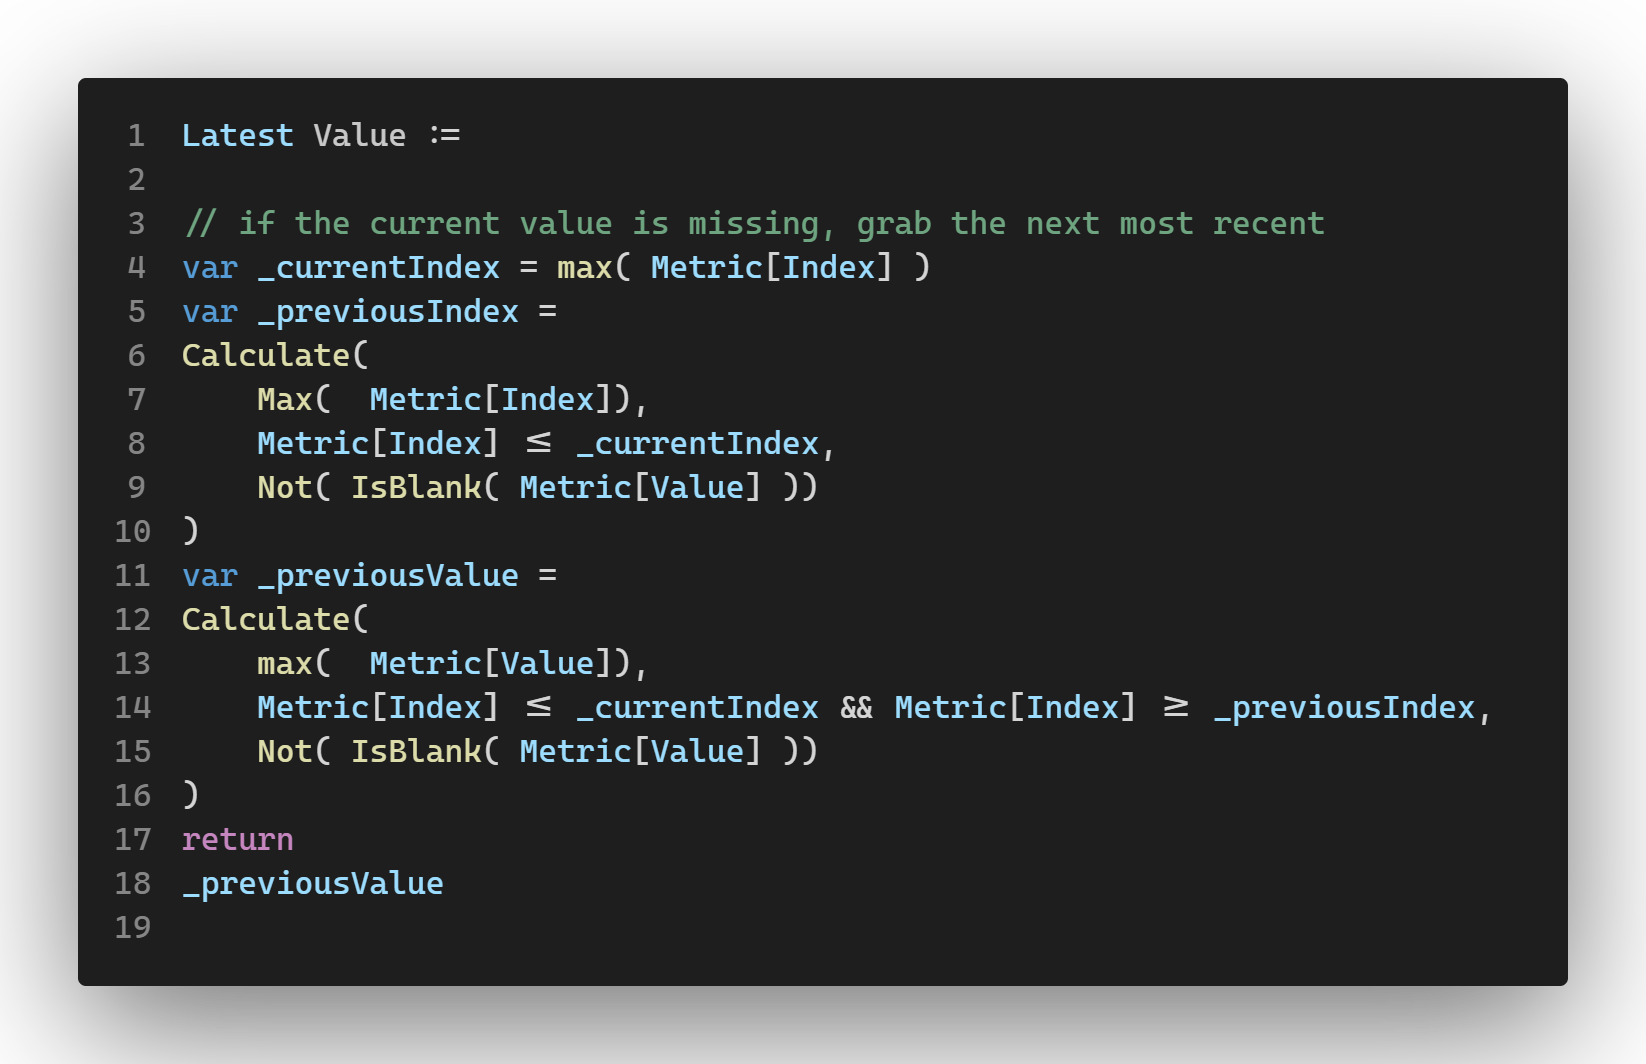 1 Latest Value :=
2
3 // if the current value is missing, grab the next most recent
4 var _currentIndex = max( Metric[Index] )
5 var _previousIndex =
6 Calculate(
7     Max(  Metric[Index]),
8     Metric[Index] ≤ _currentIndex,
9     Not( IsBlank( Metric[Value] ))
10 )
11 var _previousValue =
12 Calculate(
13     max(  Metric[Value]),
14     Metric[Index] ≤ _currentIndex && Metric[Index] ≥ _previousIndex,
15     Not( IsBlank( Metric[Value] ))
16 )
17 return
18 _previousValue
19